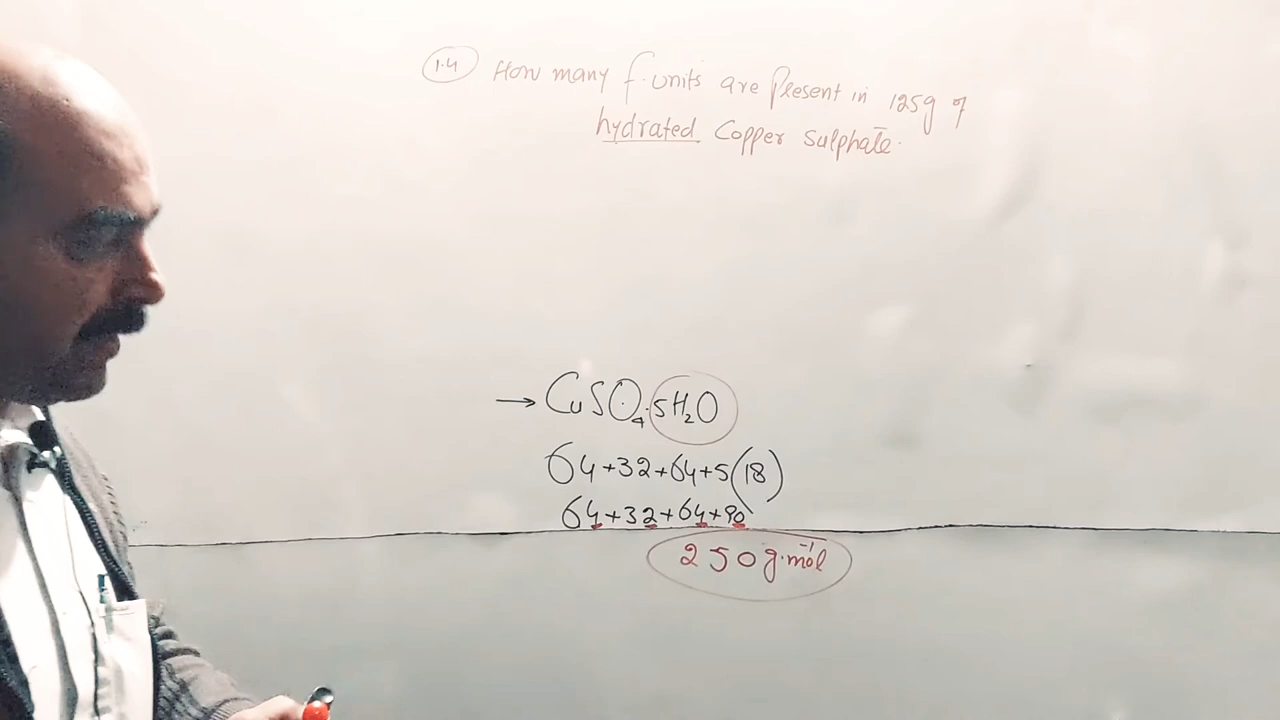 1.4 How many f.units are Present in 125g of
hydrated Copper sulphate.
→ CuSO4.5H2O
64+32+64+5(18)
64+32+64+90
250g.mol⁻¹